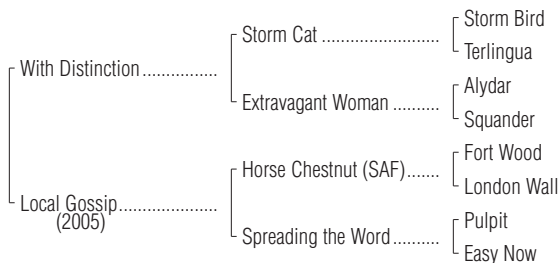 Storm Bird
Storm Cat ......................
Terlingua
With Distinction ..............
Alydar
Extravagant Woman .........
Squander
Fort Wood
Horse Chestnut (SAF) ......
London Wall
Local Gossip ..................
(2005)
Pulpit
Spreading the Word .........
Easy Now